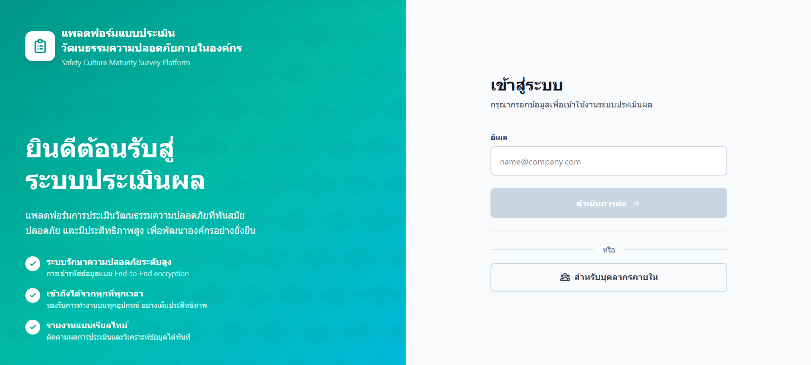 แพลตฟอร์มแบบประเมิน
วัฒนธรรมความปลอดภัยภายในองค์กร
Safety Culture Maturity Survey Platform
ยินดีต้อนรับสู่
ระบบประเมินผล
แพลตฟอร์มการประเมินวัฒนธรรมความปลอดภัยที่ทันสมัย
ปลอดภัย และมีประสิทธิภาพสูง เพื่อพัฒนาองค์กรอย่างยั่งยืน
ระบบรักษาความปลอดภัยระดับสูง
การเข้ารหัสข้อมูลแบบ End-to-End encryption
เข้าถึงได้จากทุกที่ทุกเวลา
รองรับการทำงานบนทุกอุปกรณ์ อย่างเต็มประสิทธิภาพ
รายงานแบบเรียลไทม์
ติดตามผลการประเมินและวิเคราะห์ข้อมูลได้ทันที
เข้าสู่ระบบ
กรุณากรอกข้อมูลเพื่อเข้าใช้งานระบบประเมินผล
อีเมล
name@company.com
ดำเนินการต่อ →
หรือ
สำหรับบุคลากรภายใน